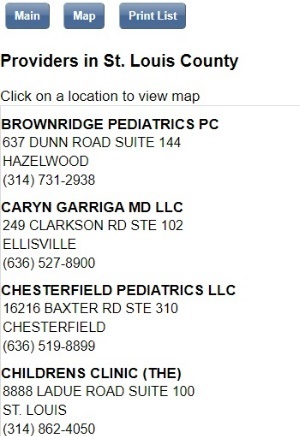 Main Map Print List
Providers in St. Louis County
Click on a location to view map
BROWNRIDGE PEDIATRICS PC
637 DUNN ROAD SUITE 144
HAZELWOOD
(314) 731-2938
CARYN GARRIGA MD LLC
249 CLARKSON RD STE 102
ELLISVILLE
(636) 527-8900
CHESTERFIELD PEDIATRICS LLC
16216 BAXTER RD STE 310
CHESTERFIELD
(636) 519-8899
CHILDRENS CLINIC (THE)
8888 LADUE ROAD SUITE 100
ST. LOUIS
(314) 862-4050